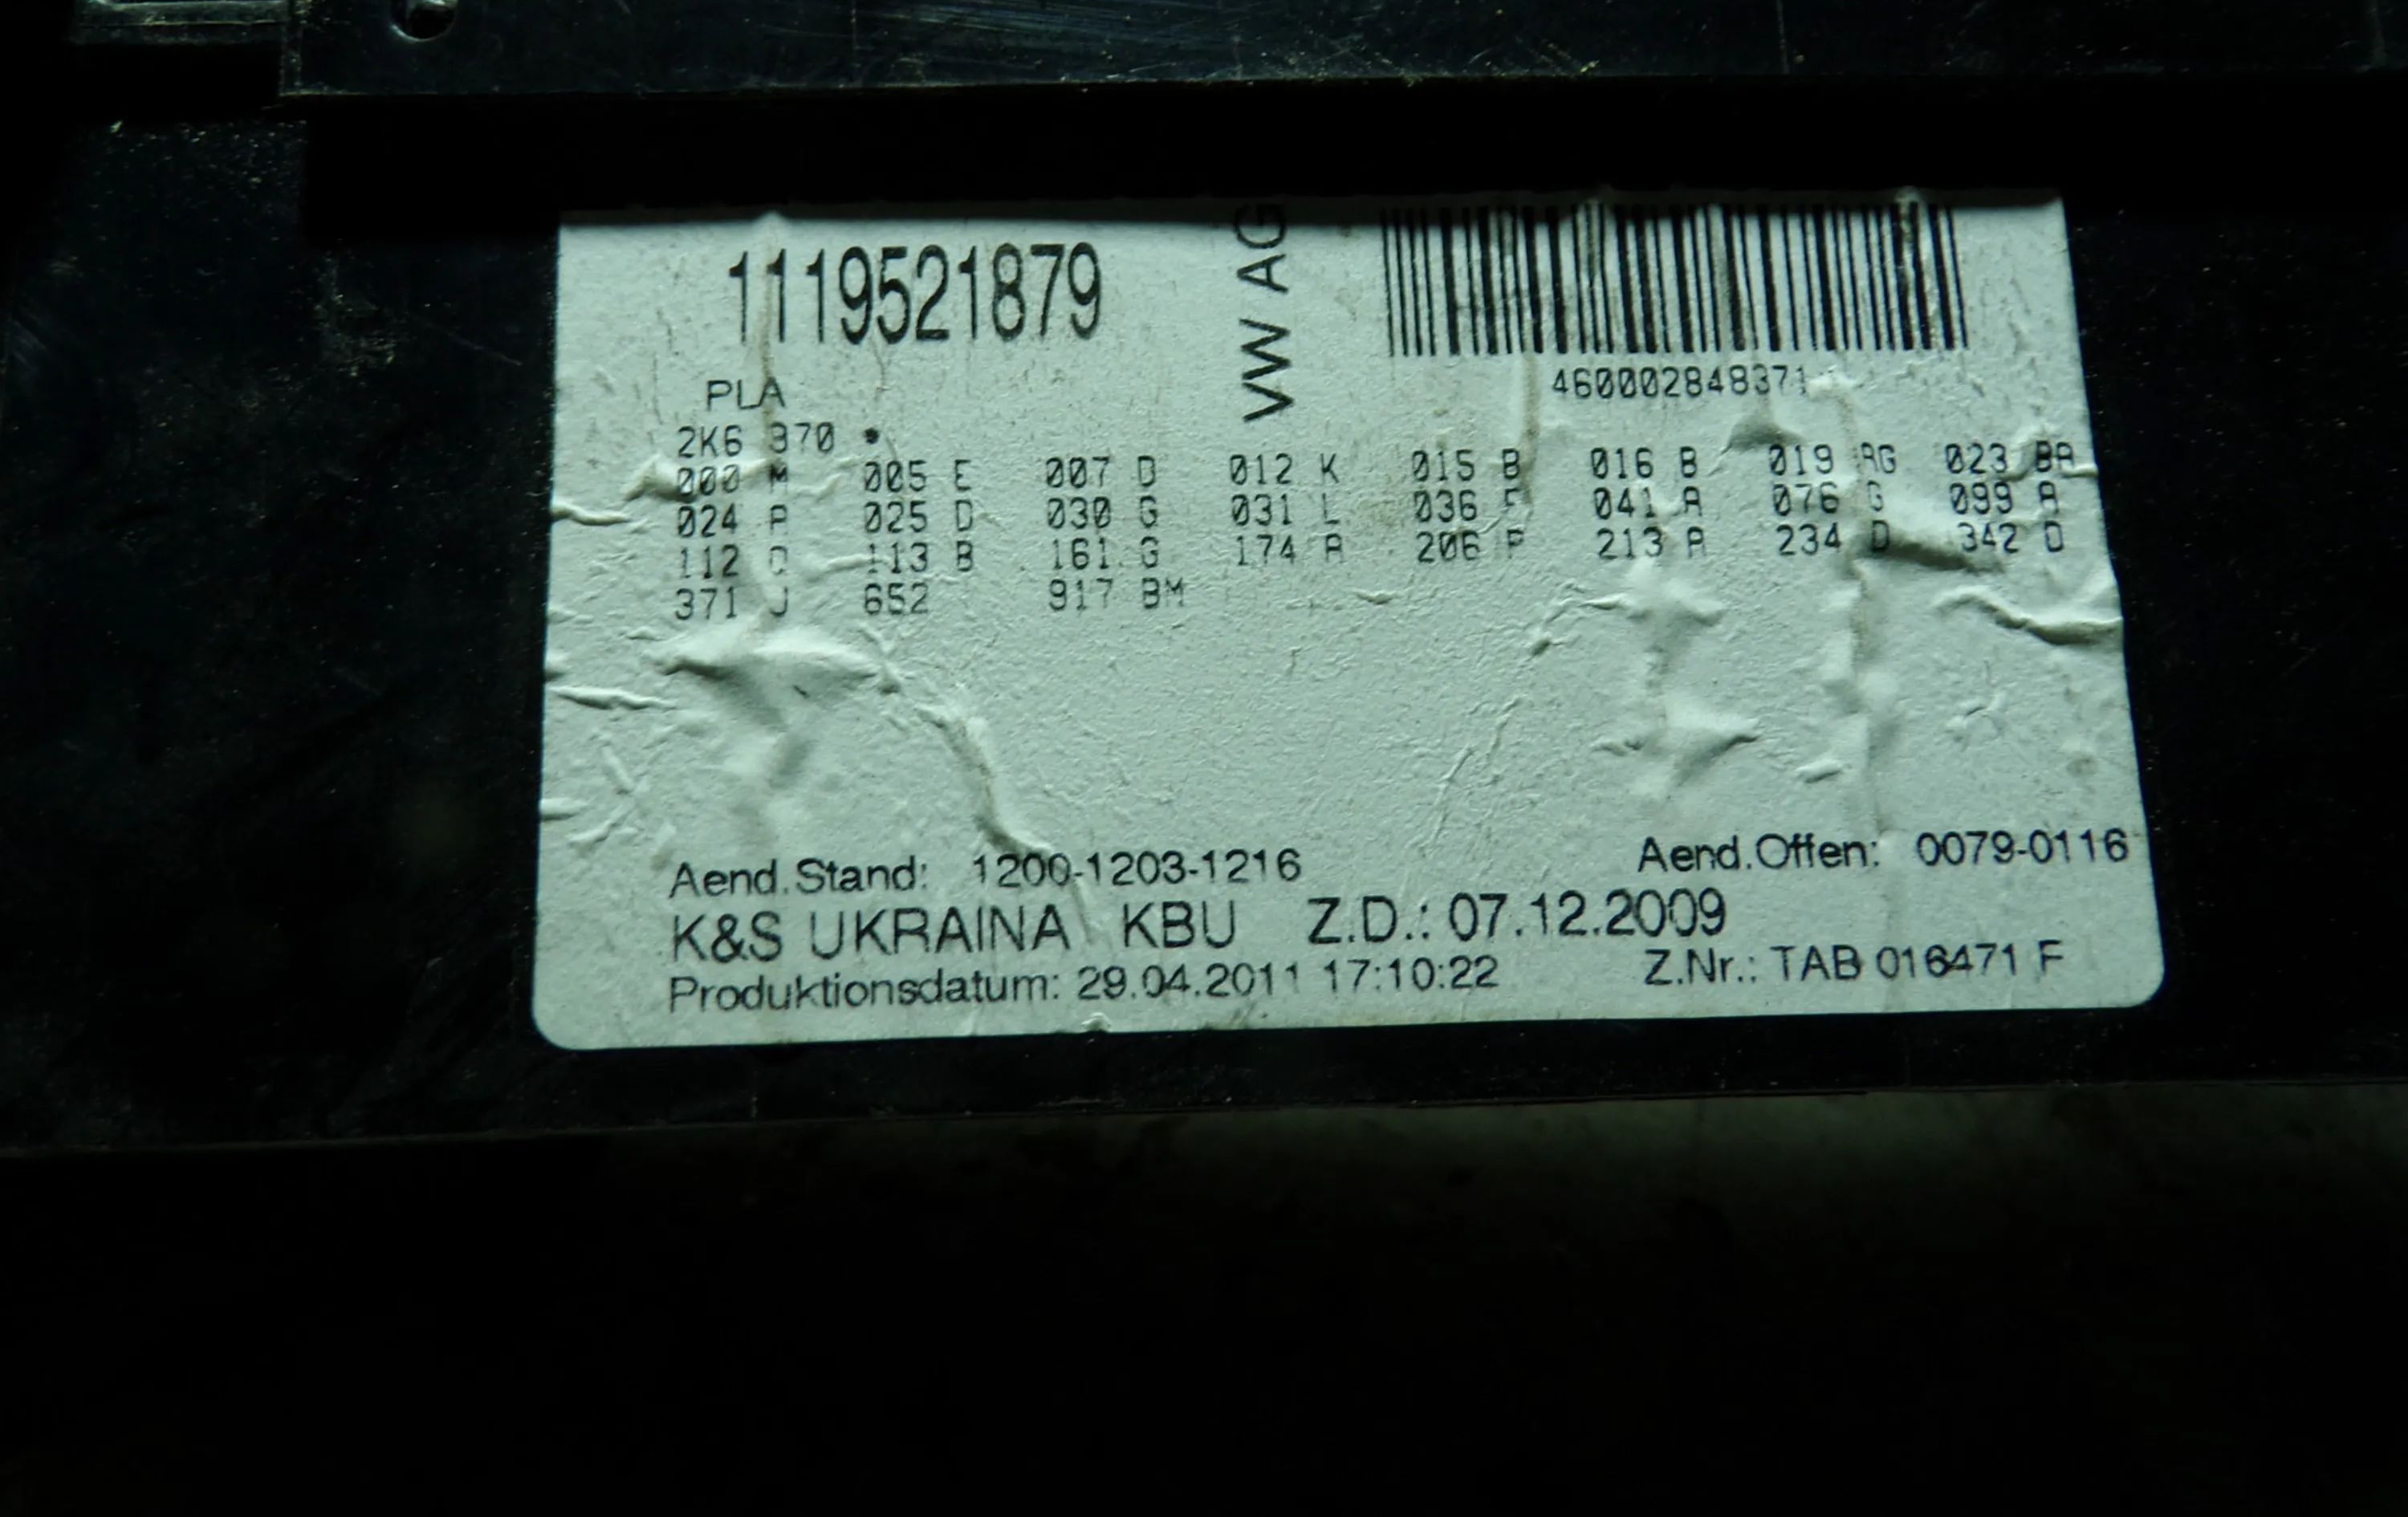 1119521879
VW AG
460002848371
PLA
2K6 370 •
000 M 005 E 007 D 012 K 015 B 016 B 019 AG 023 BA
024 A 025 D 030 G 031 L 036 041 A 076 G 099 A
112 113 B 161 G 174 A 206 P 213 A 234 D 342 D
371 J 652 917 BM
Aend.Stand: 1200-1203-1216 Aend.Offen: 0079-0116
K&S UKRAINA KBU Z.D.: 07.12.2009
Produktionsdatum: 29.04.2011 17:10:22 Z.Nr.: TAB 016471 F